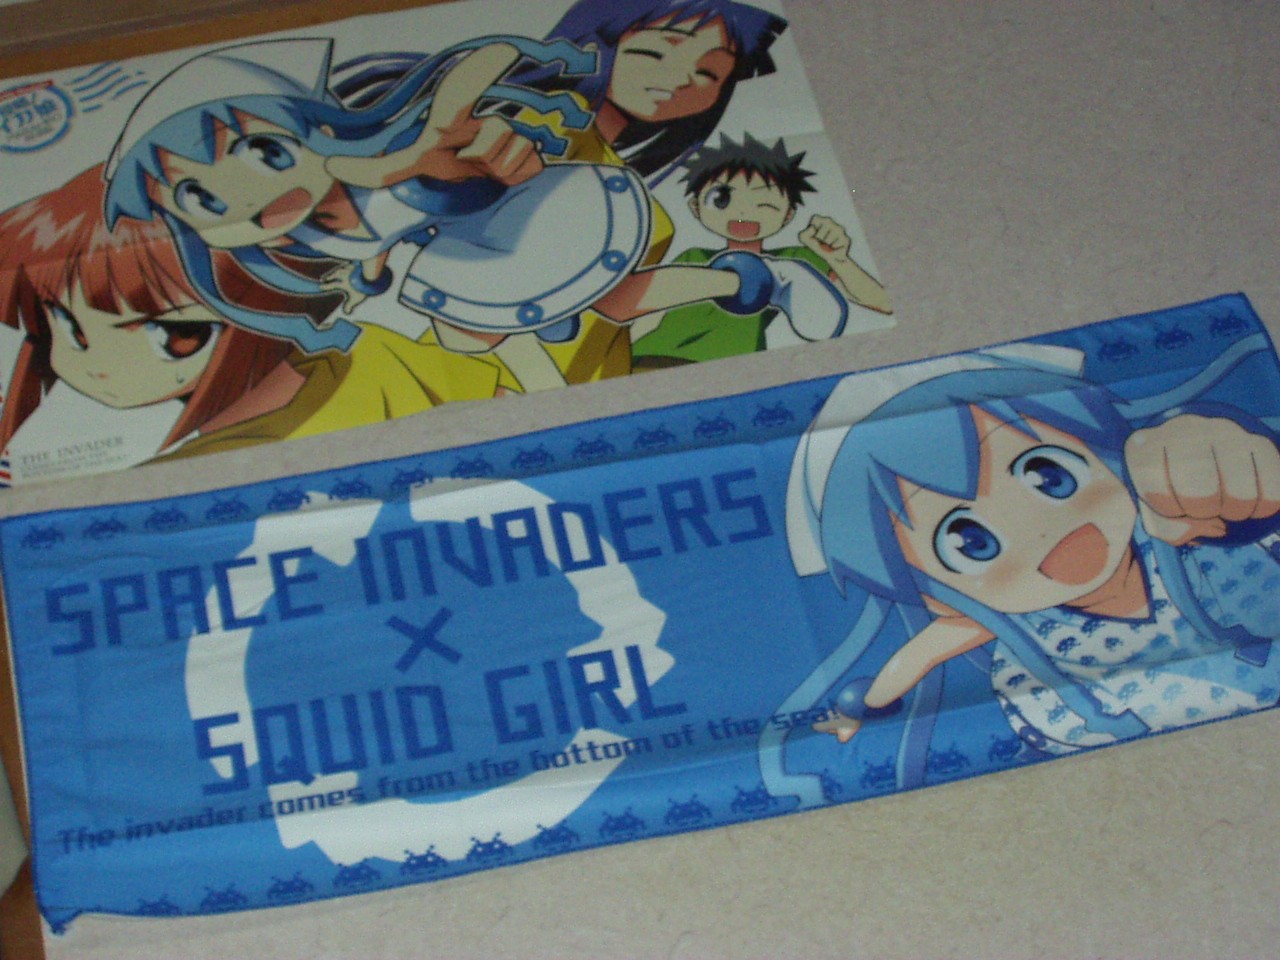 THE INVADER
SPACE INVADERS
×
SQUID GIRL
The invader comes from the bottom of the sea!